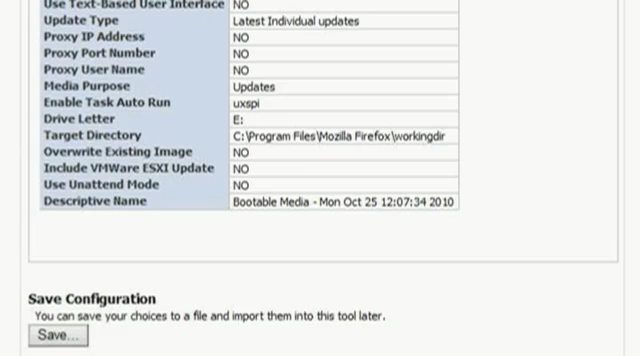 Use Text-Based User Interface NO
Update Type Latest Individual updates
Proxy IP Address NO
Proxy Port Number NO
Proxy User Name NO
Media Purpose Updates
Enable Task Auto Run uxspi
Drive Letter E:
Target Directory C:\Program Files\Mozilla Firefox\workingdir
Overwrite Existing Image NO
Include VMWare ESXI Update NO
Use Unattend Mode NO
Descriptive Name Bootable Media - Mon Oct 25 12:07:34 2010
Save Configuration
You can save your choices to a file and import them into this tool later.
Save...